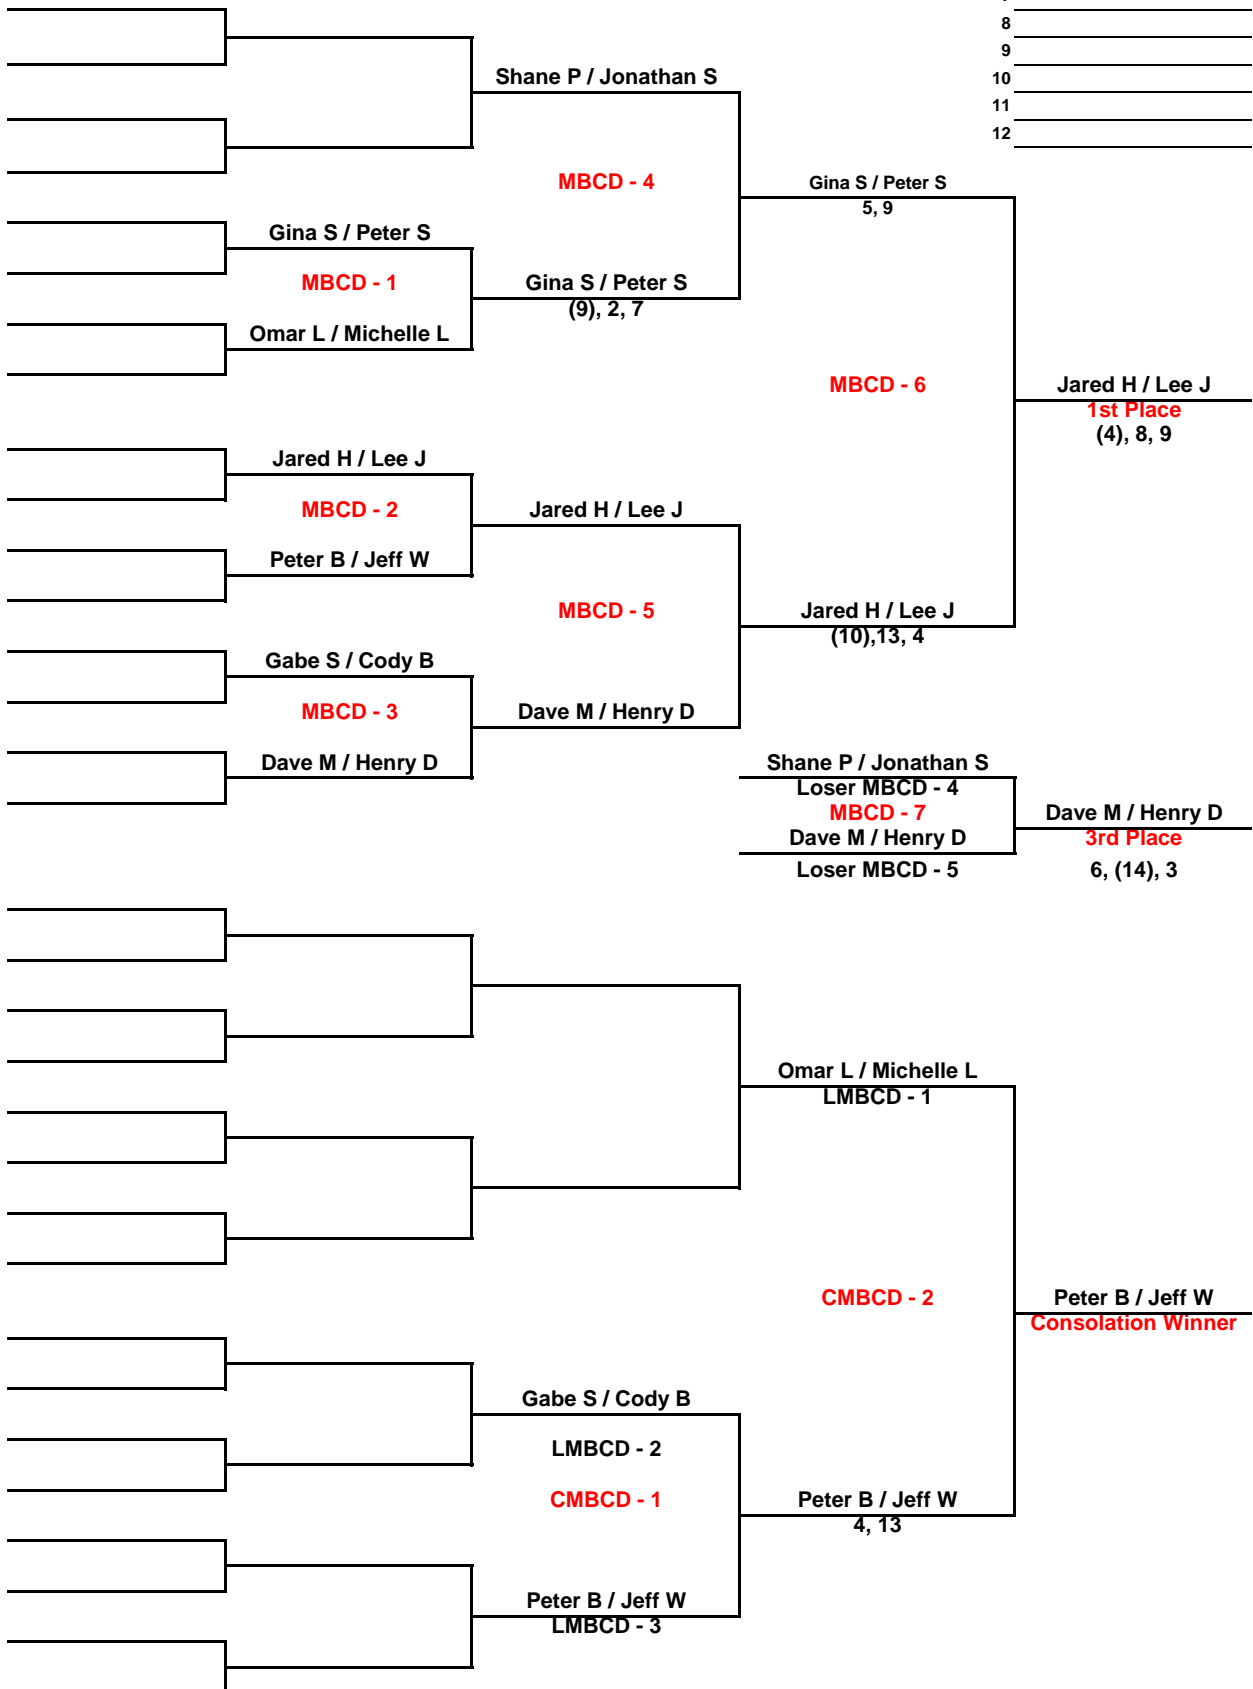 8
9
Shane P / Jonathan S
10
11
12
MBCD - 4
Gina S / Peter S
5, 9
Gina S / Peter S
MBCD - 1
Gina S / Peter S
(9), 2, 7
Omar L / Michelle L
MBCD - 6
Jared H / Lee J
1st Place
(4), 8, 9
Jared H / Lee J
MBCD - 2
Jared H / Lee J
Peter B / Jeff W
MBCD - 5
Jared H / Lee J
(10),13, 4
Gabe S / Cody B
MBCD - 3
Dave M / Henry D
Dave M / Henry D
Shane P / Jonathan S
Loser MBCD - 4
MBCD - 7
Dave M / Henry D
3rd Place
Dave M / Henry D
Loser MBCD - 5
6, (14), 3
Omar L / Michelle L
LMBCD - 1
CMBCD - 2
Peter B / Jeff W
Consolation Winner
Gabe S / Cody B
LMBCD - 2
CMBCD - 1
Peter B / Jeff W
4, 13
Peter B / Jeff W
LMBCD - 3